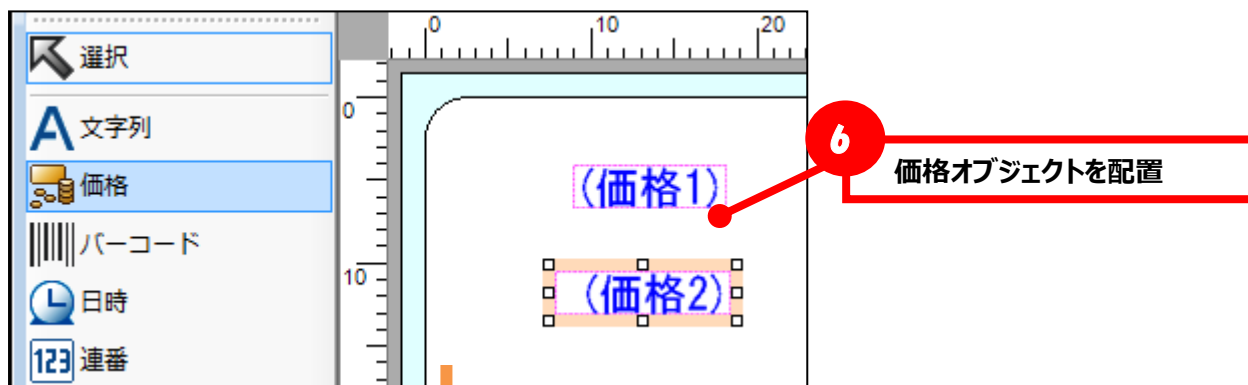 0 10 20
選択
文字列
価格
バーコード
日時
123 連番
0
10
(価格1)
(価格2)
6
価格オブジェクトを配置